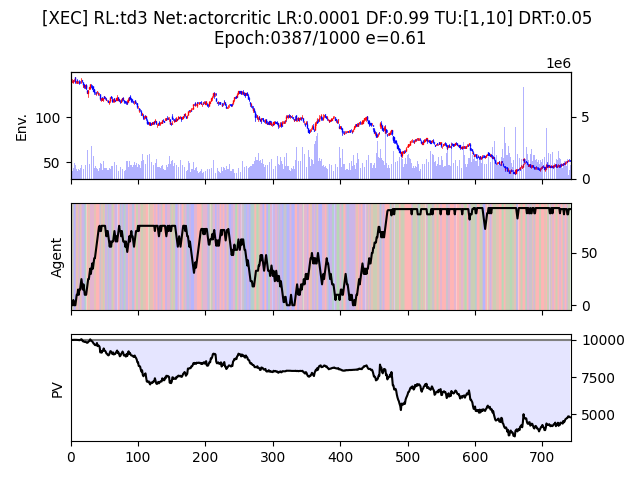 [XEC] RL:td3 Net:actorcritic LR:0.0001 DF:0.99 TU:[1,10] DRT:0.05
Epoch:0387/1000 e=0.61
1e6
Env.
100
50
5
0
Agent
50
0
PV
10000
7500
5000
0 100 200 300 400 500 600 700